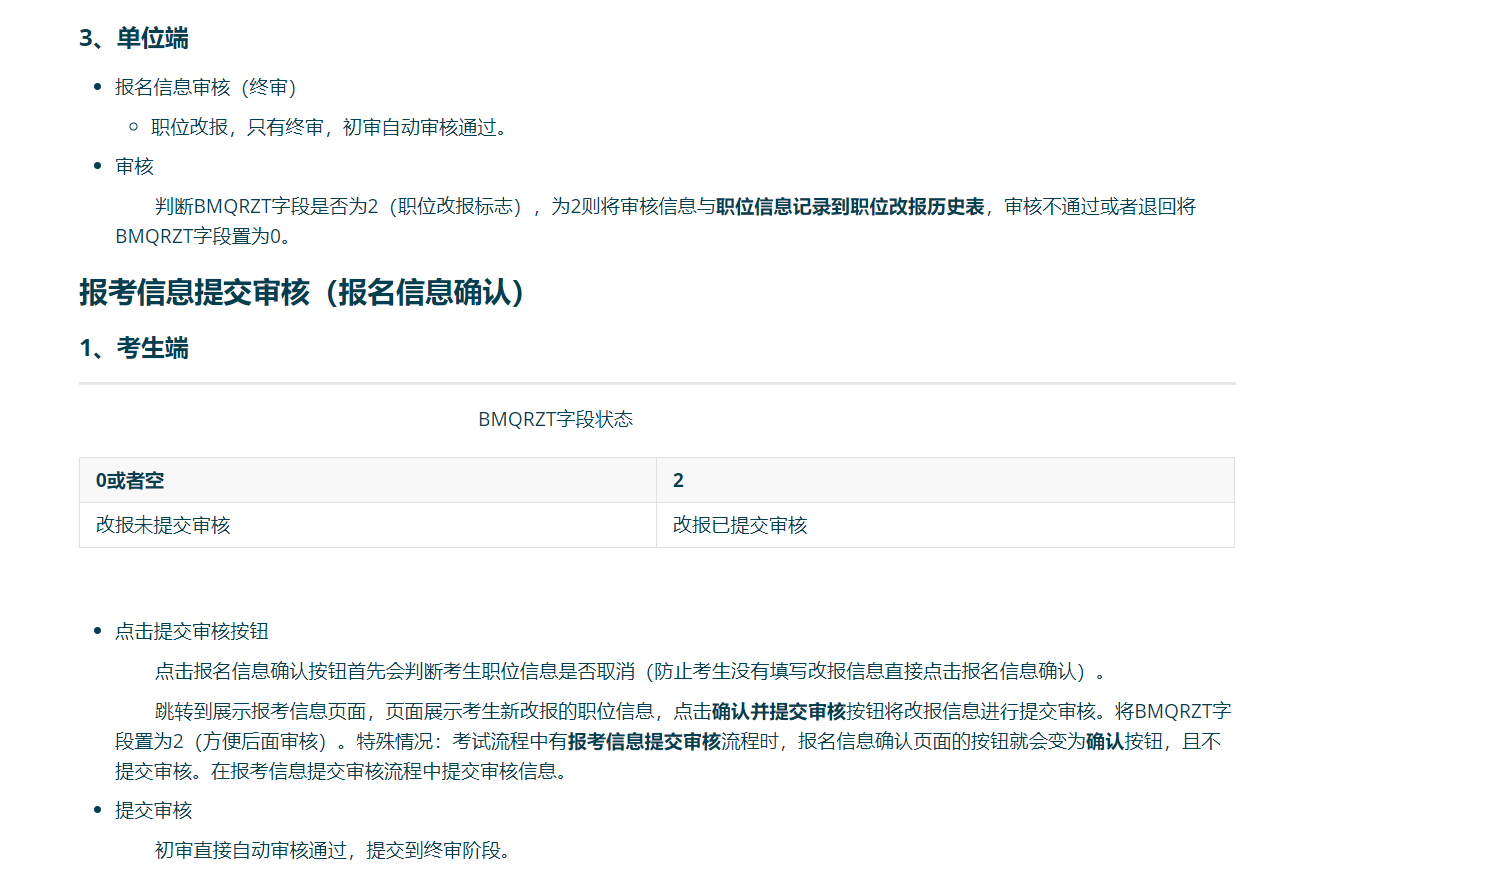 3、单位端
报名信息审核（终审）
职位改报，只有终审，初审自动审核通过。
审核
判断BMQRZT字段是否为2（职位改报标志），为2则将审核信息与职位信息记录到职位改报历史表，审核不通过或者退回将
BMQRZT字段置为0。
报考信息提交审核（报名信息确认）
1、考生端
BMQRZT字段状态
0或者空 2
改报未提交审核 改报已提交审核
点击提交审核按钮
点击报名信息确认按钮首先会判断考生职位信息是否取消（防止考生没有填写改报信息直接点击报名信息确认）。
跳转到展示报考信息页面，页面展示考生新改报的职位信息，点击确认并提交审核按钮将改报信息进行提交审核。将BMQRZT字
段置为2（方便后面审核）。特殊情况：考试流程中有报考信息提交审核流程时，报名信息确认页面的按钮就会变为确认按钮，且不
提交审核。在报考信息提交审核流程中提交审核信息。
提交审核
初审直接自动审核通过，提交到终审阶段。